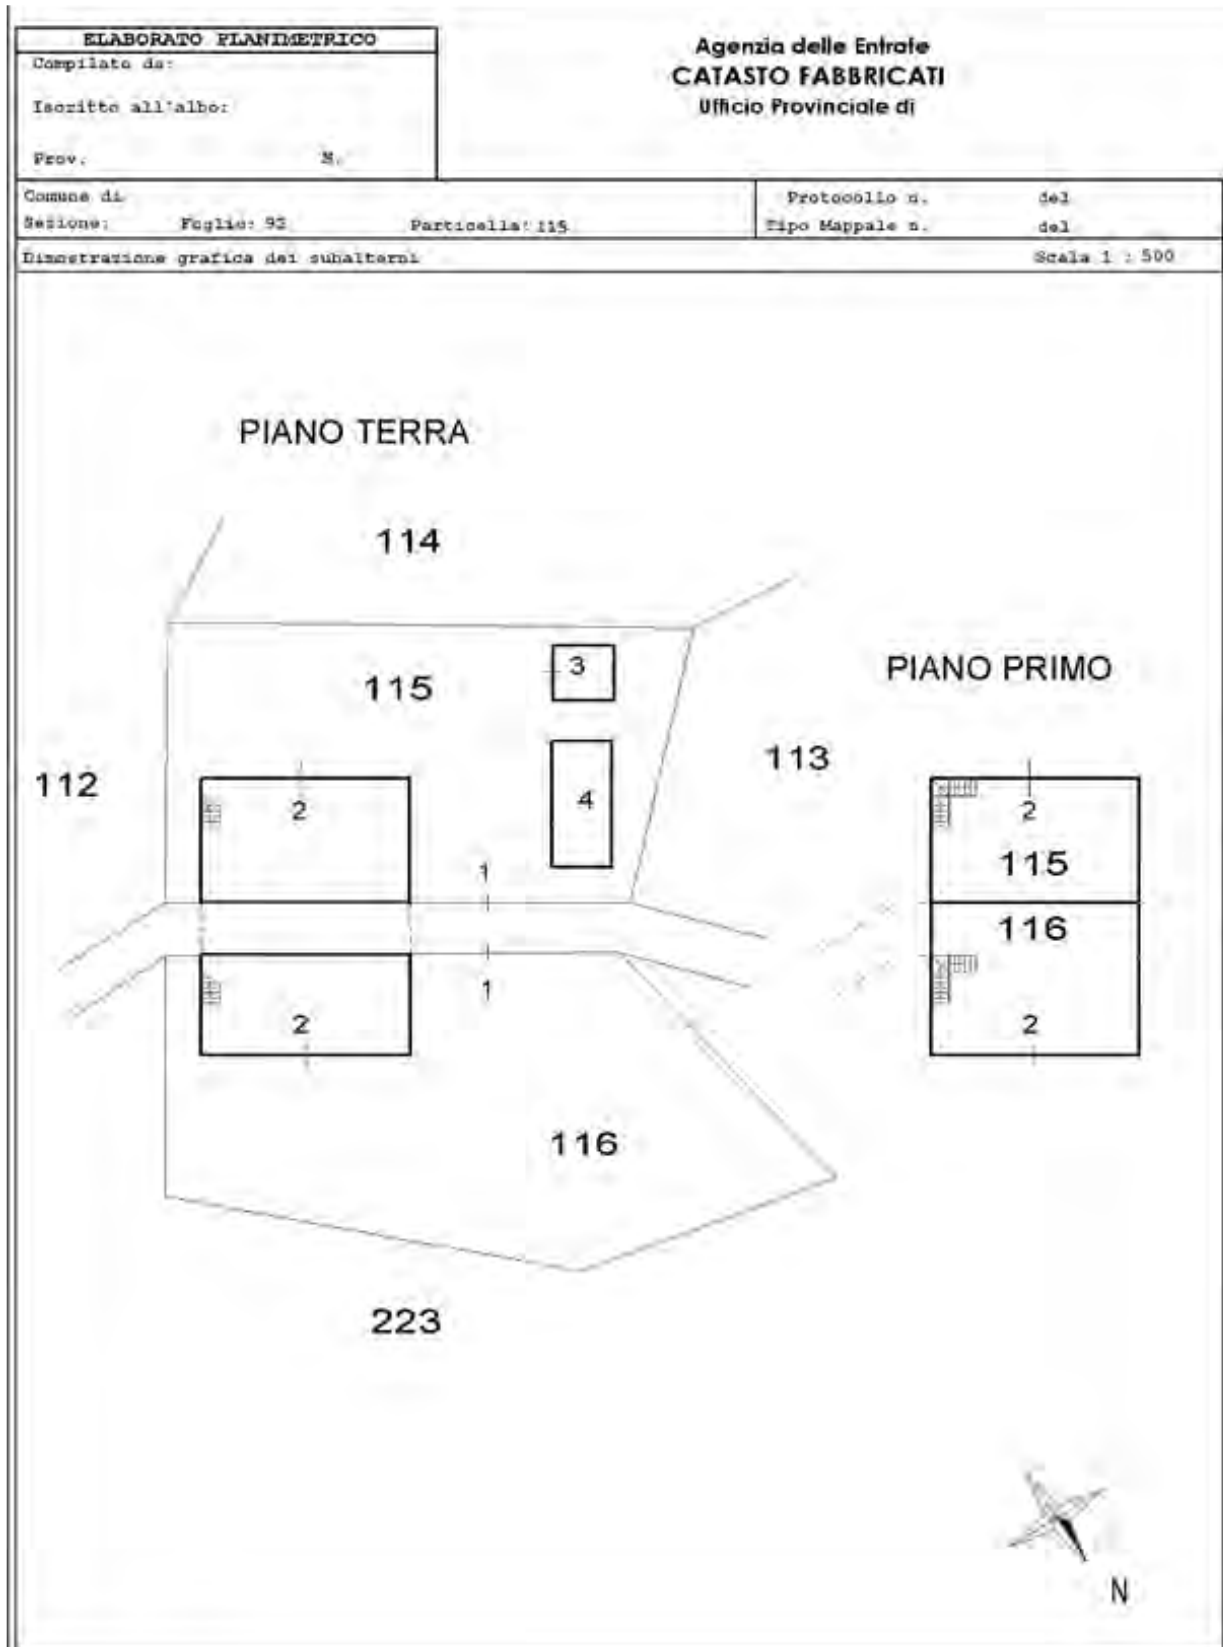 ELABORATO PLANIMETRICO
Compilato da:
Iscritto all'albo:
Prov. N.
Agenzia delle Entrate
CATASTO FABBRICATI
Ufficio Provinciale di
Comune di
Sezione: Foglio: 92 Particella: 115
Protocollo n. del
Tipo Mappale n. del
Dimostrazione grafica dei subalterni Scala 1 : 500
PIANO TERRA
114
3
115
PIANO PRIMO
112
113
2
4
2
1
115
116
1
2
2
116
223
N